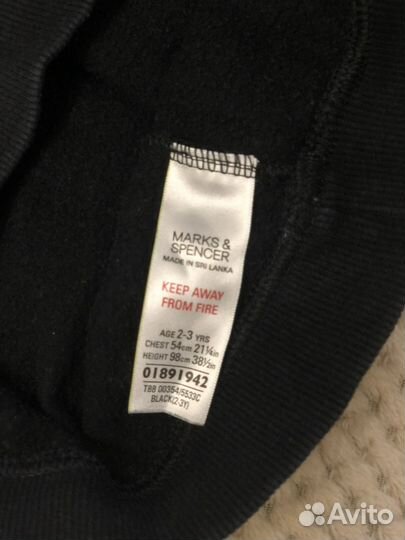 MARKS &
SPENCER
MADE IN SRI LANKA
KEEP AWAY
FROM FIRE
AGE 2-3 YRS
CHEST 54cm 21¼in
HEIGHT 98cm 38½in
01891942
T88 00354/5533C
BLACK(2-3Y)
Avito